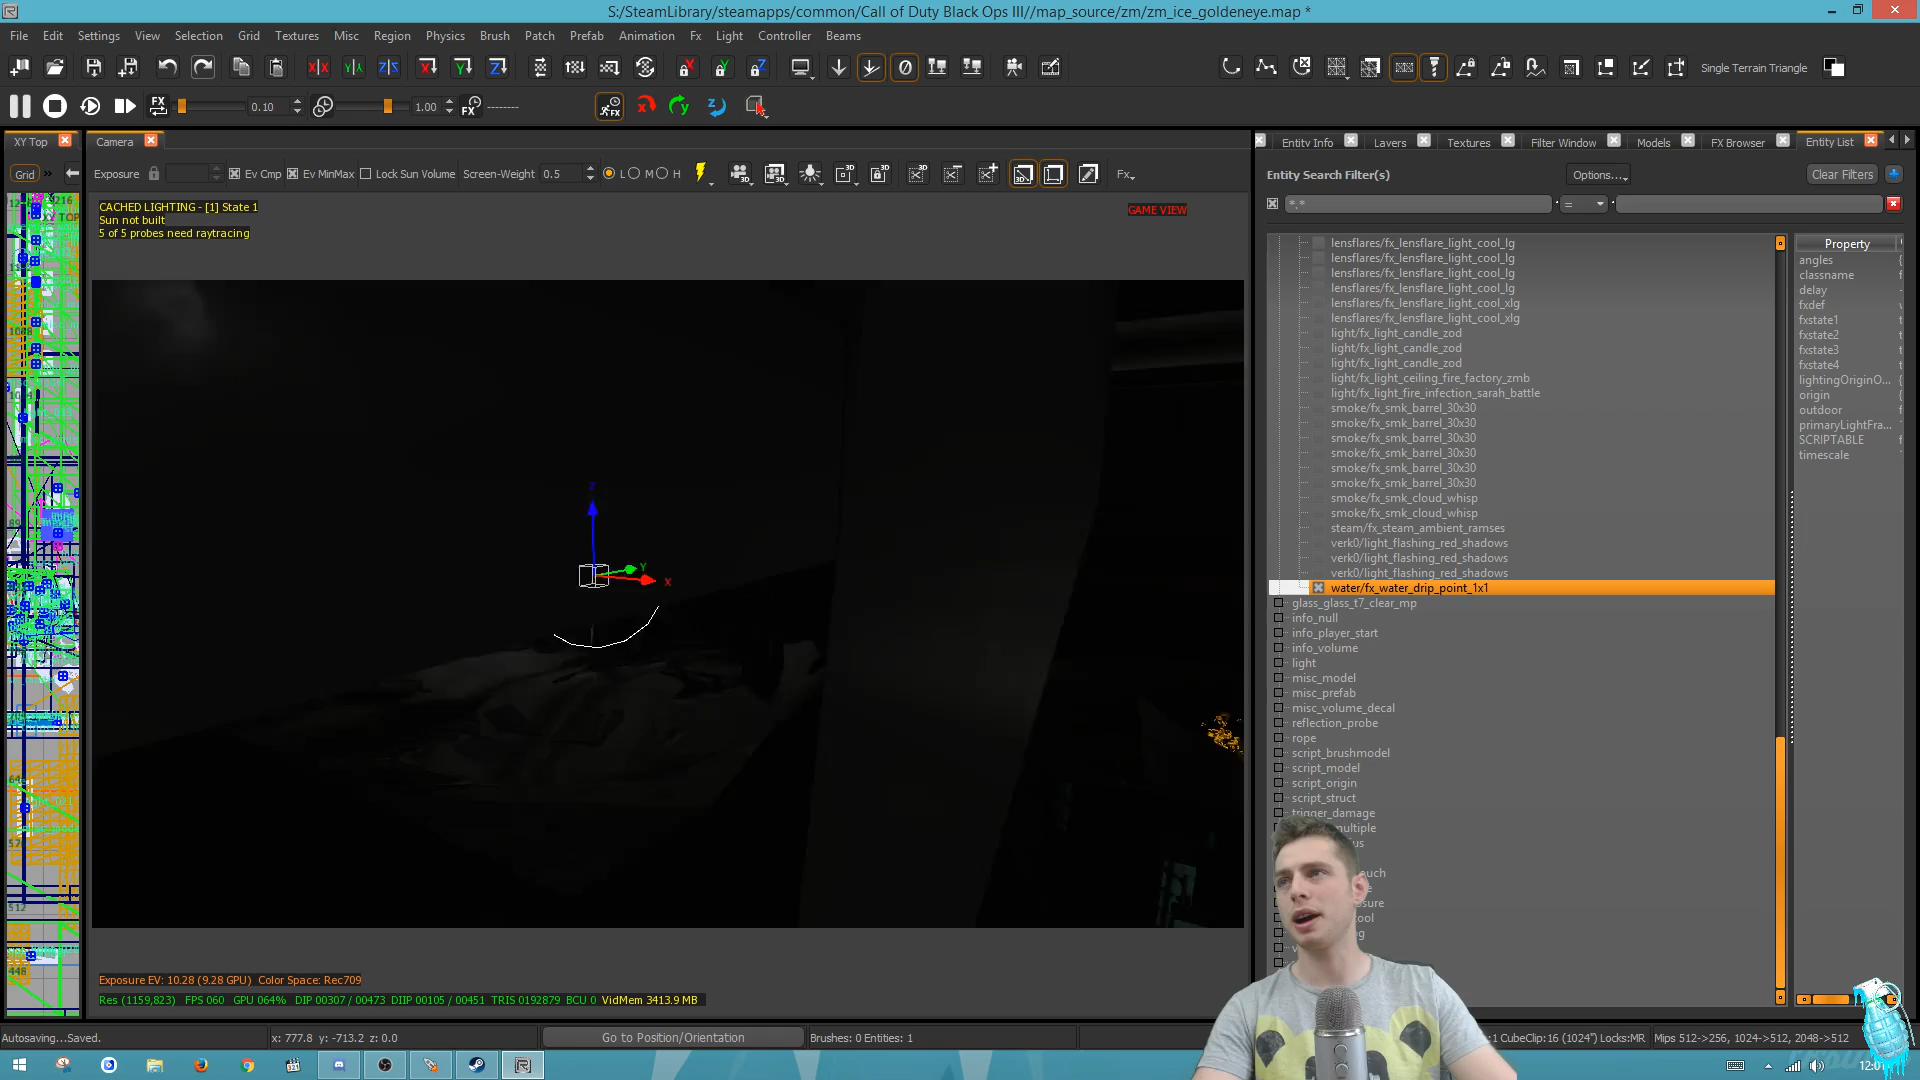 S:/SteamLibrary/steamapps/common/Call of Duty Black Ops III//map_source/zm/zm_ice_goldeneye.map *
File Edit Settings View Selection Grid Textures Misc Region Physics Brush Patch Prefab Animation Fx Light Controller Beams
Single Terrain Triangle
FX 0.10 1.00 FX --------
XY Top Camera Entity Info Layers Textures Filter Window Models FX Browser Entity List
Grid Exposure Ev Cmp Ev MinMax Lock Sun Volume Screen-Weight 0.5 L M H Fx
Entity Search Filter(s) Options... Clear Filters
*.* =
CACHED LIGHTING - [1] State 1
Sun not built
5 of 5 probes need raytracing
GAME VIEW
lensflares/fx_lensflare_light_cool_lg
lensflares/fx_lensflare_light_cool_lg
lensflares/fx_lensflare_light_cool_lg
lensflares/fx_lensflare_light_cool_lg
lensflares/fx_lensflare_light_cool_xlg
lensflares/fx_lensflare_light_cool_xlg
light/fx_light_candle_zod
light/fx_light_candle_zod
light/fx_light_candle_zod
light/fx_light_ceiling_fire_factory_zmb
light/fx_light_fire_infection_sarah_battle
smoke/fx_smk_barrel_30x30
smoke/fx_smk_barrel_30x30
smoke/fx_smk_barrel_30x30
smoke/fx_smk_barrel_30x30
smoke/fx_smk_barrel_30x30
smoke/fx_smk_barrel_30x30
smoke/fx_smk_cloud_whisp
smoke/fx_smk_cloud_whisp
steam/fx_steam_ambient_ramses
verk0/light_flashing_red_shadows
verk0/light_flashing_red_shadows
verk0/light_flashing_red_shadows
water/fx_water_drip_point_1x1
glass_glass_t7_clear_mp
info_null
info_player_start
info_volume
light
misc_model
misc_prefab
misc_volume_decal
reflection_probe
rope
script_brushmodel
script_model
script_origin
script_struct
trigger_damage
multiple
Property
angles
classname
delay
fxdef
fxstate1
fxstate2
fxstate3
fxstate4
lightingOriginO...
origin
outdoor
primaryLightFra...
SCRIPTABLE
timescale
Z
Y
X
Exposure EV: 10.28 (9.28 GPU) Color Space: Rec709
Res (1159,823) FPS 060 GPU 064% DIP 00307 / 00473 DIIP 00105 / 00451 TRIS 0192879 BCU 0 VidMem 3413.9 MB
Autosaving...Saved. x: 777.8 y: -713.2 z: 0.0 Go to Position/Orientation Brushes: 0 Entities: 1 :1 CubeClip:16 (1024") Locks:MR Mips 512->256, 1024->512, 2048->512